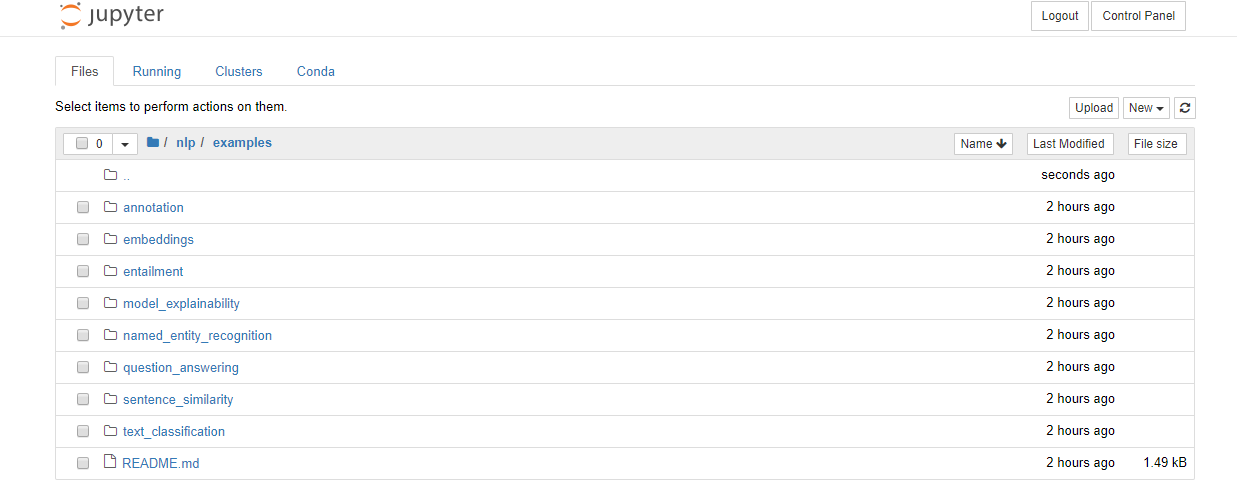 jupyter Logout Control Panel
Files Running Clusters Conda
Select items to perform actions on them. Upload New
0 / nlp / examples Name Last Modified File size
.. seconds ago
annotation 2 hours ago
embeddings 2 hours ago
entailment 2 hours ago
model_explainability 2 hours ago
named_entity_recognition 2 hours ago
question_answering 2 hours ago
sentence_similarity 2 hours ago
text_classification 2 hours ago
README.md 2 hours ago 1.49 kB